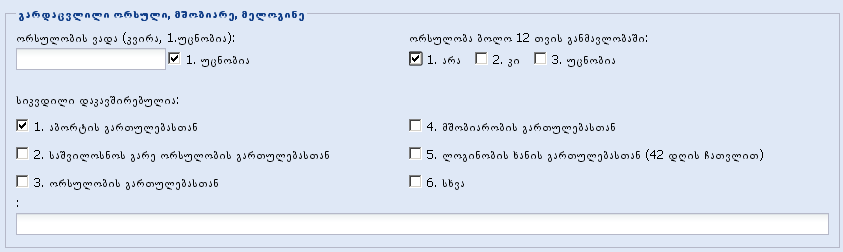 გარდაცვლილი ორსული, მშობიარე, მელოგინე
ორსულობის ვადა (კვირა, 1.უცნობია):
1. უცნობია
ორსულობა ბოლო 12 თვის განმავლობაში:
1. არა 2. კი 3. უცნობია
სიკვდილი დაკავშირებულია:
1. აბორტის გართულებასთან
2. საშვილოსნოს გარე ორსულობის გართულებასთან
3. ორსულობის გართულებასთან
4. მშობიარობის გართულებასთან
5. ლოგინობის ხანის გართულებასთან (42 დღის ჩათვლით)
6. სხვა
: